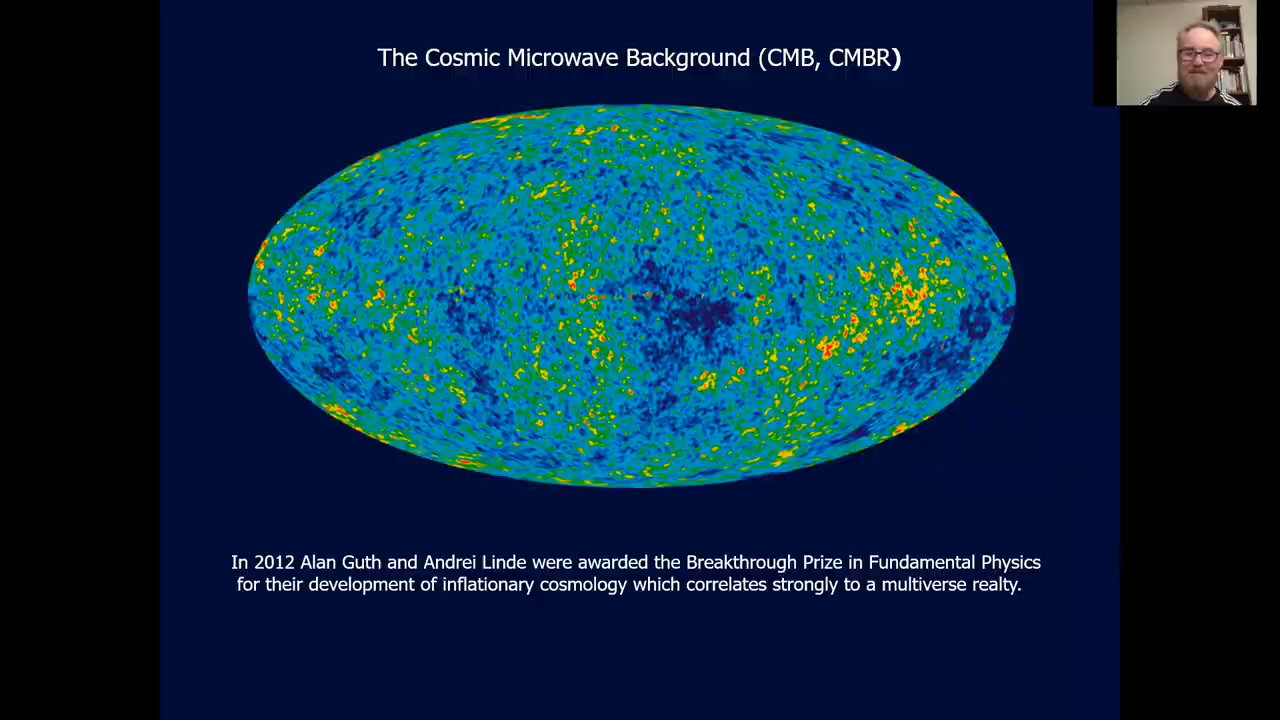 The Cosmic Microwave Background (CMB, CMBR)
In 2012 Alan Guth and Andrei Linde were awarded the Breakthrough Prize in Fundamental Physics
for their development of inflationary cosmology which correlates strongly to a multiverse realty.